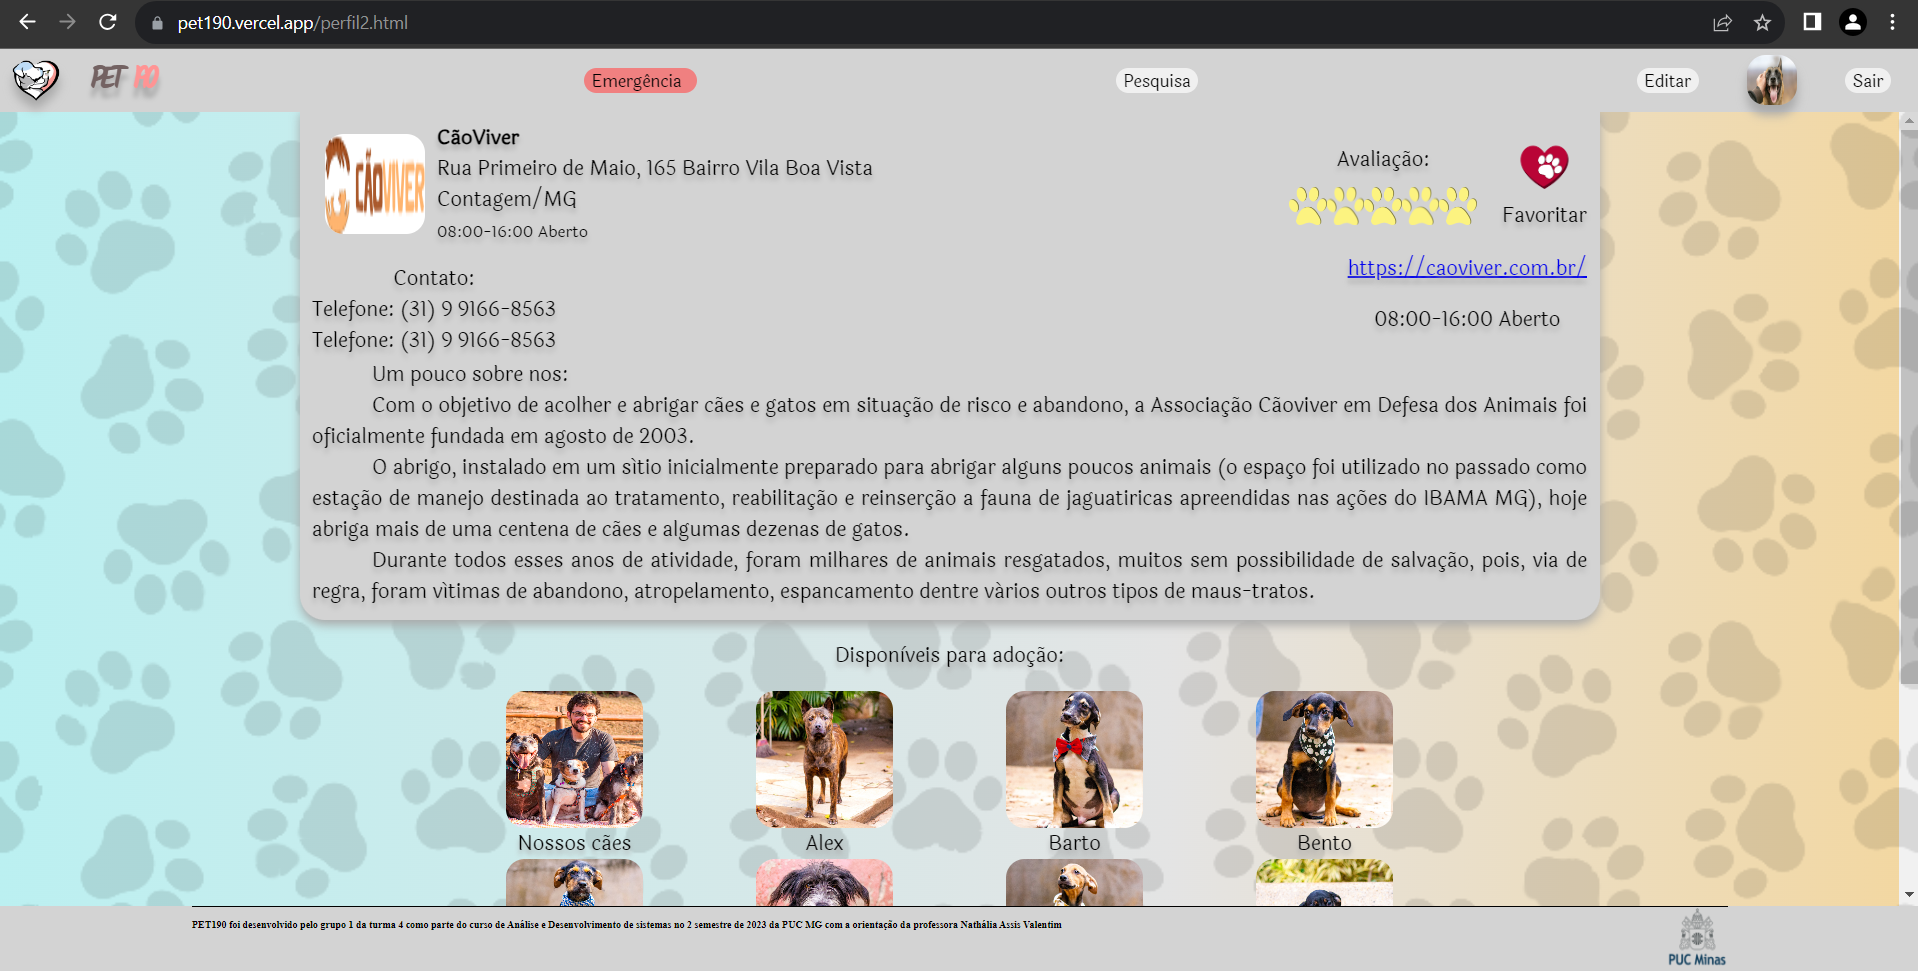 pet190.vercel.app/perfil2.html
PET
Emergência
Pesquisa
Editar
Sair
CÃOVIVER
CãoViver
Rua Primeiro de Maio, 165 Bairro Vila Boa Vista
Contagem/MG
08:00-16:00 Aberto
Avaliação:
Favoritar
https://caoviver.com.br/
08:00-16:00 Aberto
Contato:
Telefone: (31) 9 9166-8563
Telefone: (31) 9 9166-8563
Um pouco sobre nos:
Com o objetivo de acolher e abrigar cães e gatos em situação de risco e abandono, a Associação Cãoviver em Defesa dos Animais foi
oficialmente fundada em agosto de 2003.
O abrigo, instalado em um sìtio inicialmente preparado para abrigar alguns poucos animais (o espaço foi utilizado no passado como
estação de manejo destinada ao tratamento, reabilitação e reinserção a fauna de jaguatiricas apreendidas nas ações do IBAMA MG), hoje
abriga mais de uma centena de cães e algumas dezenas de gatos.
Durante todos esses anos de atividade, foram milhares de animais resgatados, muitos sem possibilidade de salvação, pois, via de
regra, foram vìtimas de abandono, atropelamento, espancamento dentre vàrios outros tipos de maus-tratos.
Disponíveis para adoção:
Nossos cães
Alex
Barto
Bento
PET190 foi desenvolvido pelo grupo 1 da turma 4 como parte do curso de Análise e Desenvolvimento de sistemas no 2 semestre de 2023 da PUC MG com a orientação da professora Nathália Assis Valentim
PUC Minas